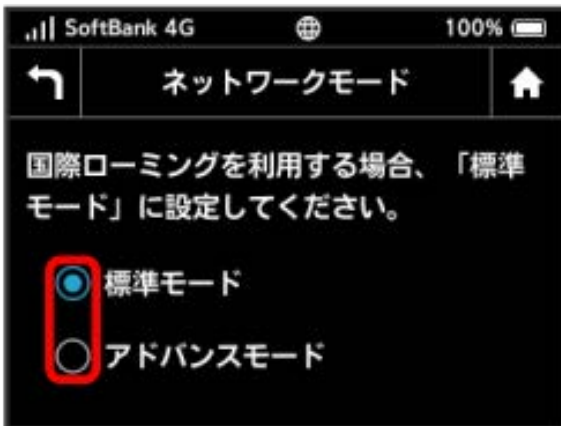 SoftBank 4G 100%
ネットワークモード
国際ローミングを利用する場合、「標準
モード」に設定してください。
標準モード
アドバンスモード